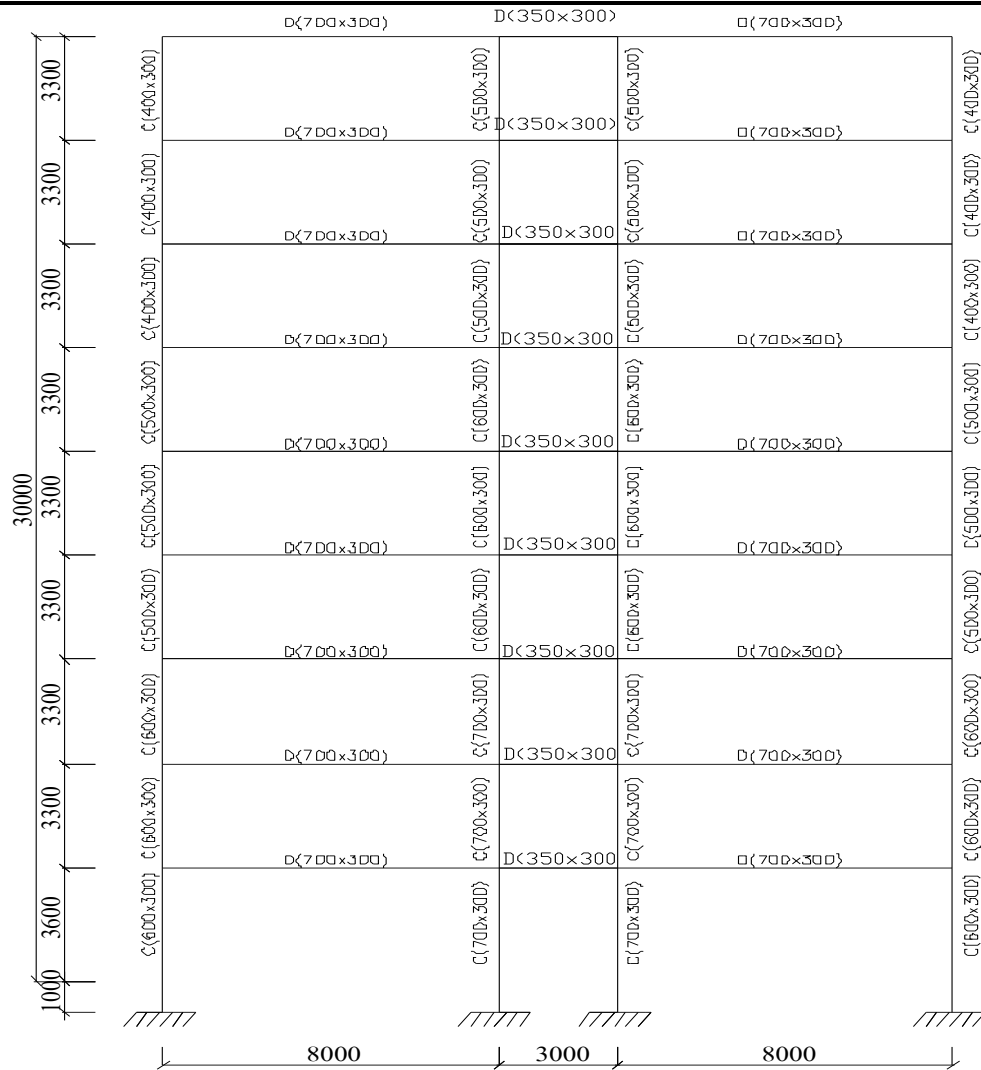 D(700x300) D(350x300) D(700x300)
3300 C(400x300) C(500x300) C(500x300) C(400x300)
D(700x300) D(350x300) D(700x300)
3300 C(400x300) C(500x300) C(500x300) C(400x300)
D(700x300) D(350x300 D(700x300)
3300 C(400x300) C(500x300) C(500x300) C(400x300)
D(700x300) D(350x300 D(700x300)
3300 C(500x300) C(600x300) C(600x300) C(500x300)
D(700x300) D(350x300 D(700x300)
30000 3300 C(500x300) C(600x300) C(600x300) C(500x300)
D(700x300) D(350x300 D(700x300)
3300 C(500x300) C(600x300) C(600x300) C(500x300)
D(700x300) D(350x300 D(700x300)
3300 C(600x300) C(700x300) C(700x300) C(600x300)
D(700x300) D(350x300 D(700x300)
3300 C(600x300) C(700x300) C(700x300) C(600x300)
D(700x300) D(350x300 D(700x300)
3600 C(600x300) C(700x300) C(700x300) C(600x300)
1000
8000 3000 8000